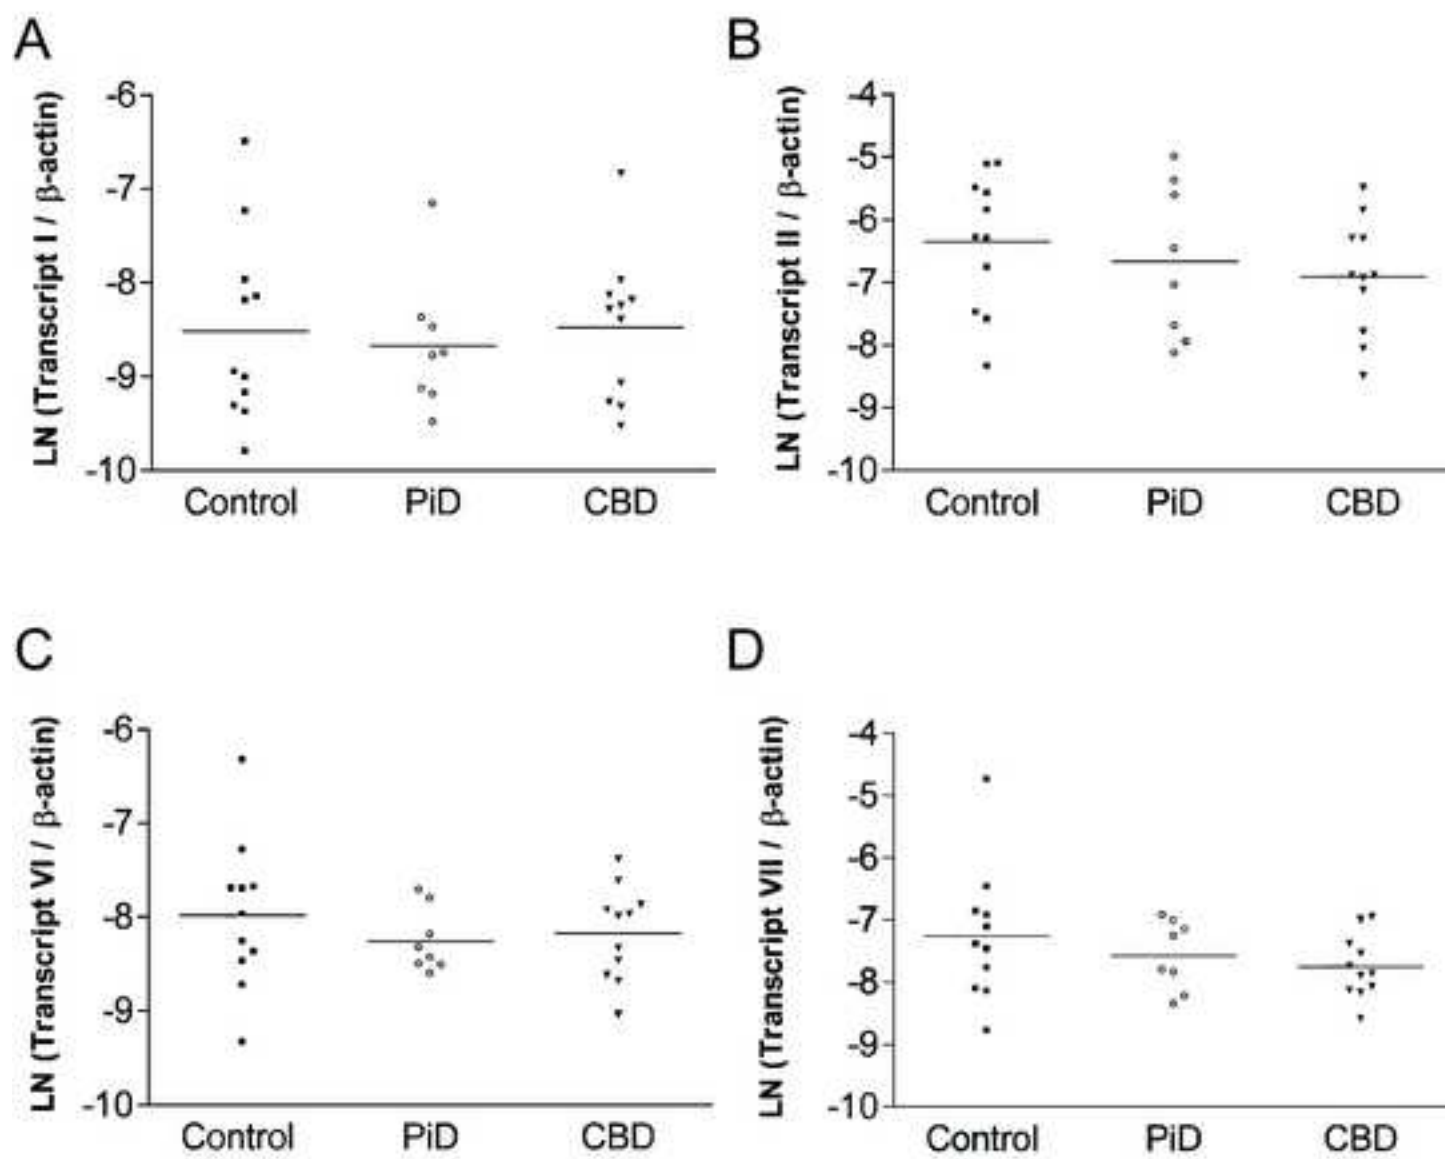 A
LN (Transcript I / β-actin)
-6
-7
-8
-9
-10
Control PiD CBD
B
LN (Transcript II / β-actin)
-4
-5
-6
-7
-8
-9
-10
Control PiD CBD
C
LN (Transcript VI / β-actin)
-6
-7
-8
-9
-10
Control PiD CBD
D
LN (Transcript VII / β-actin)
-4
-5
-6
-7
-8
-9
-10
Control PiD CBD